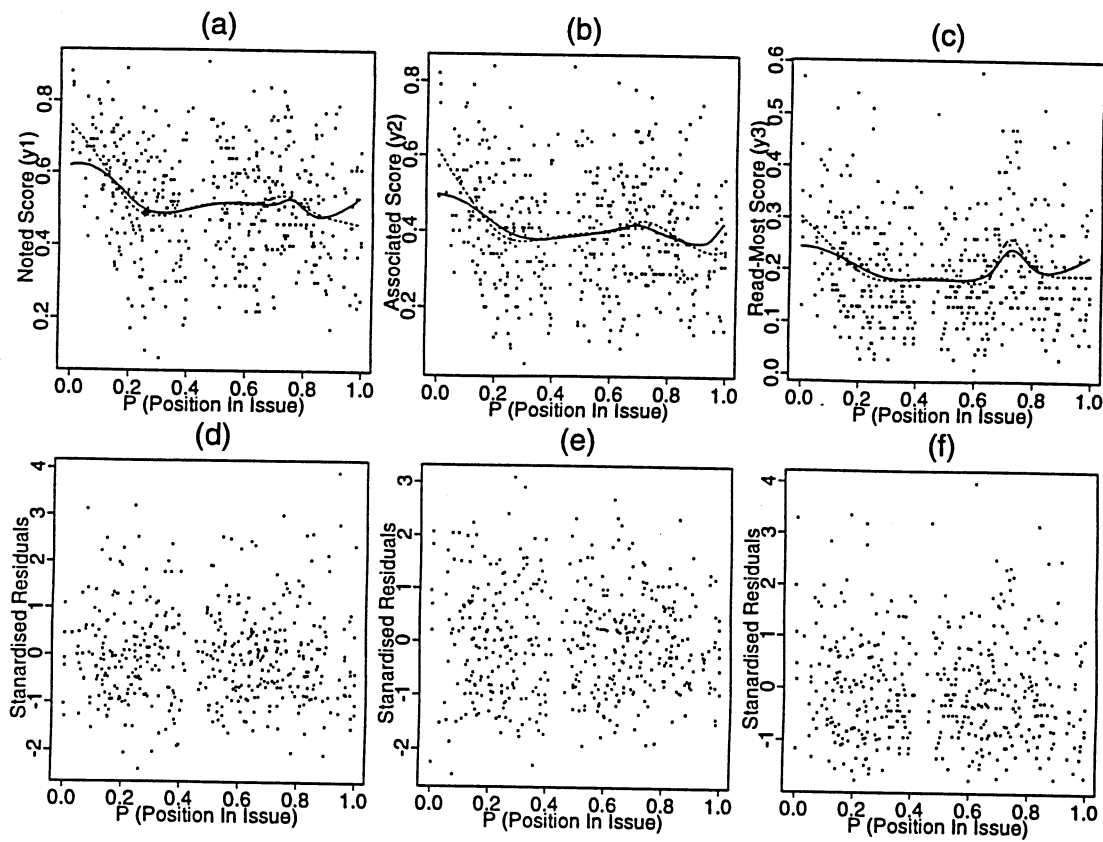 (a)
Noted Score (y1)
0.8
0.6
0.4
0.2
0.0 0.2 0.4 0.6 0.8 1.0
P (Position In Issue)
(b)
Associated Score (y2)
0.8
0.6
0.4
0.2
0.0 0.2 0.4 0.6 0.8 1.0
P (Position In Issue)
(c)
Read-Most Score (y3)
0.6
0.5
0.4
0.3
0.2
0.1
0.0
0.0 0.2 0.4 0.6 0.8 1.0
P (Position In Issue)
(d)
Stanardised Residuals
4
3
2
1
0
-1
-2
0.0 0.2 0.4 0.6 0.8 1.0
P (Position In Issue)
(e)
Stanardised Residuals
3
2
1
0
-1
-2
0.0 0.2 0.4 0.6 0.8 1.0
P (Position In Issue)
(f)
Stanardised Residuals
4
3
2
1
0
-1
0.0 0.2 0.4 0.6 0.8 1.0
P (Position In Issue)